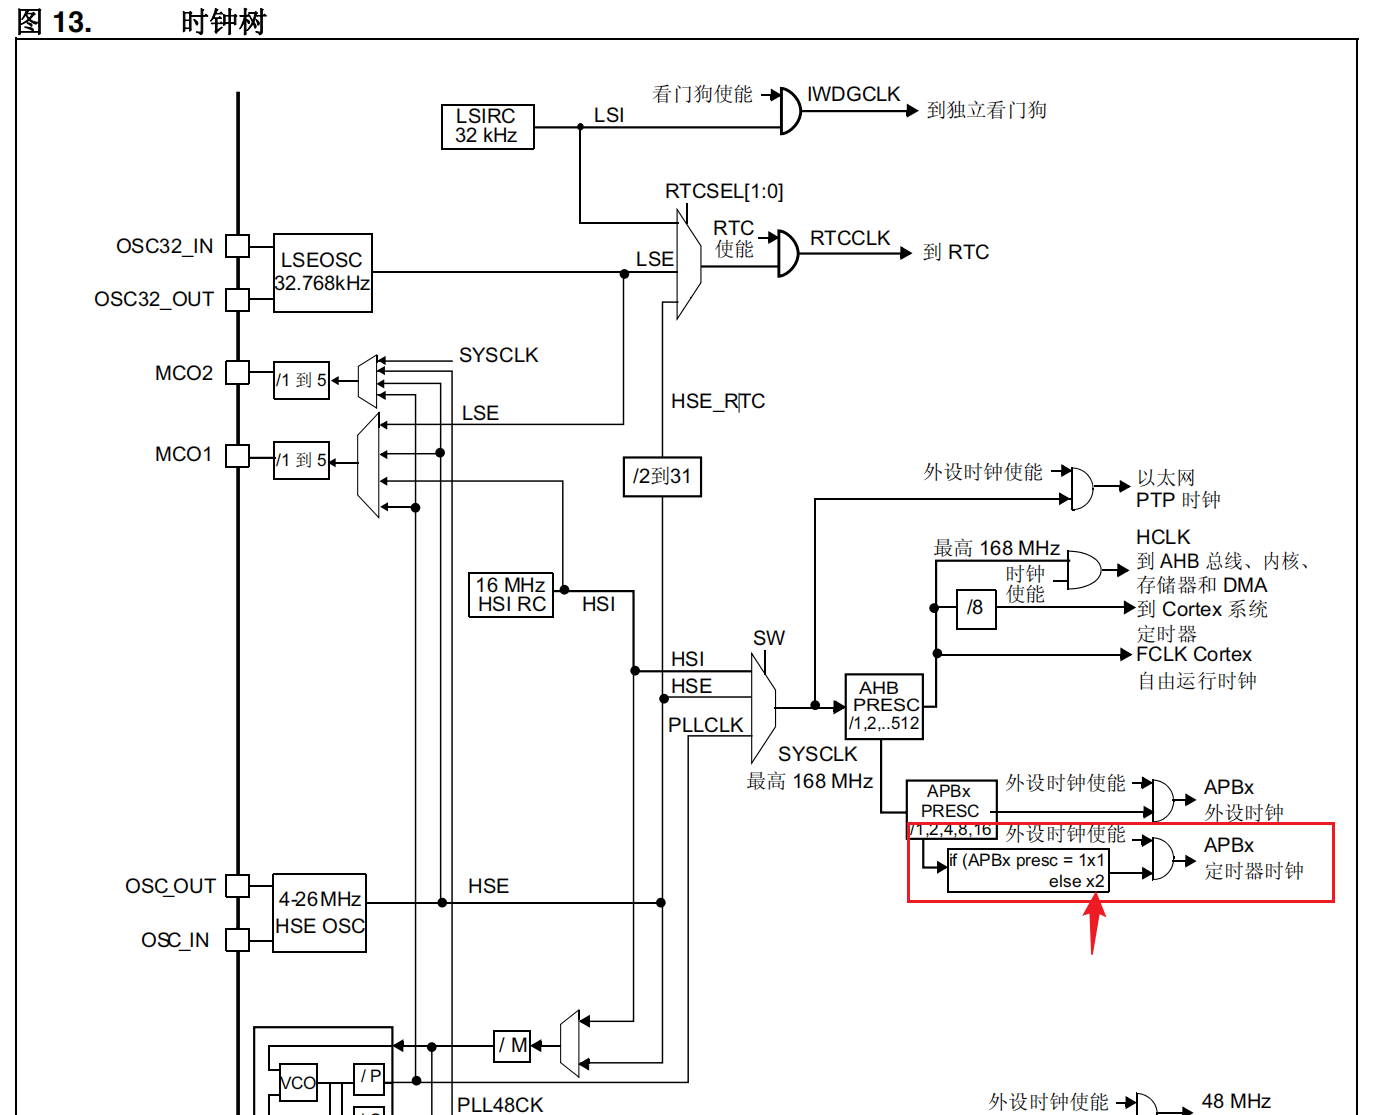 图 13. 时钟树
看门狗使能
IWDGCLK
到独立看门狗
LSIRC
32 kHz
LSI
RTCSEL[1:0]
RTC
使能
RTCCLK
到 RTC
OSC32_IN
LSEOSC
32.768kHz
LSE
OSC32_OUT
SYSCLK
MCO2
/1 到 5
HSE_RTC
LSE
MCO1
/1 到 5
/2到31
外设时钟使能
以太网
PTP 时钟
最高 168 MHz
HCLK
到 AHB 总线、内核、
存储器和 DMA
时钟
使能
/8
到 Cortex 系统
定时器
FCLK Cortex
自由运行时钟
16 MHz
HSI RC
HSI
SW
HSI
HSE
PLLCLK
AHB
PRESC
/1,2,..512
SYSCLK
最高 168 MHz
APBx
PRESC
/1,2,4,8,16
外设时钟使能
APBx
外设时钟
外设时钟使能
if (APBx presc = 1x1
else x2
APBx
定时器时钟
OSC_OUT
4-26MHz
HSE OSC
HSE
OSC_IN
/ M
VCO
/ P
PLL48CK
外设时钟使能
48 MHz